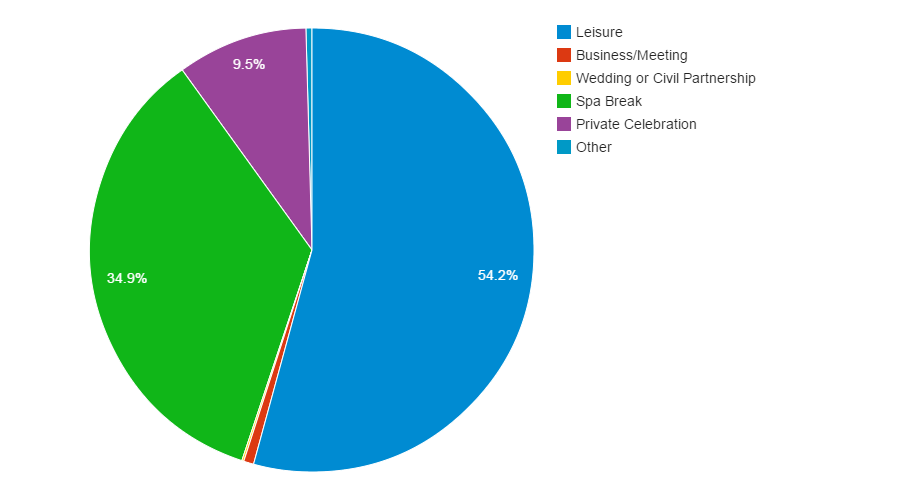 Leisure
Business/Meeting
Wedding or Civil Partnership
Spa Break
Private Celebration
Other
9.5%
34.9%
54.2%